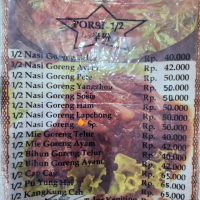 PORSI 1/2
1/2 Nasi Goreng Rp. 40.000
1/2 Nasi Goreng Rp. 42.000
1/2 Nasi Goreng Pete Rp. 50.000
1/2 Nasi Goreng Yangzhou Rp. 50.000
1/2 Nasi Goreng Sosis Rp. 50.000
1/2 Nasi Goreng Ham Rp. 50.000
1/2 Nasi Goreng Lapchong Rp. 50.000
1/2 Nasi Goreng Rp. 50.000
1/2 Mie Goreng Telur Rp. 40.000
1/2 Mie Goreng Ayam Rp. 42.000
1/2 Bihun Goreng Telur Rp. 40.000
1/2 Bihun Goreng Ayam Rp. 42.000
1/2 Cap Cay Rp. 65.000
1/2 Pu Yung Hai Rp. 65.000
1/2 KangKung Cah Rp.